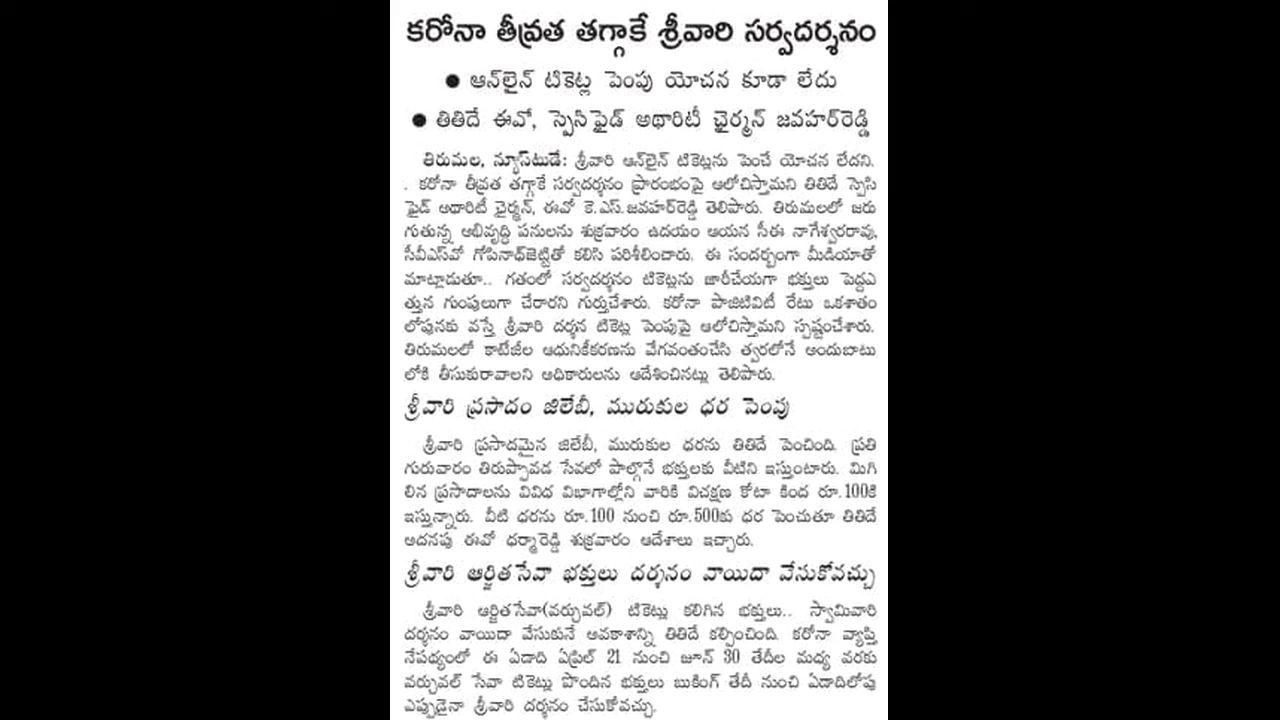 కరోనా తీవ్రత తగ్గాకే శ్రీవారి సర్వదర్శనం
● ఆన్‌లైన్ టికెట్ల పెంపు యోచన కూడా లేదు
● తితిదే ఈవో, స్పెసిఫైడ్ అథారిటీ ఛైర్మన్ జవహర్‌రెడ్డి
తిరుమల, న్యూస్‌టుడే: శ్రీవారి ఆన్‌లైన్ టికెట్లను పెంచే యోచన లేదని.
. కరోనా తీవ్రత తగ్గాకే సర్వదర్శనం ప్రారంభంపై ఆలోచిస్తామని తితిదే స్పెసి
ఫైడ్ అథారిటీ ఛైర్మన్, ఈవో కె.ఎస్.జవహర్‌రెడ్డి తెలిపారు. తిరుమలలో జరు
గుతున్న అభివృద్ధి పనులను శుక్రవారం ఉదయం ఆయన సీఈ నాగేశ్వరరావు,
సీవీఎస్‌వో గోపినాథ్‌జెట్టితో కలిసి పరిశీలించారు. ఈ సందర్భంగా మీడియాతో
మాట్లాడుతూ.. గతంలో సర్వదర్శనం టికెట్లను జారీచేయగా భక్తులు పెద్దఎ
త్తున గుంపులుగా చేరారని గుర్తుచేశారు. కరోనా పాజిటివిటీ రేటు ఒకశాతం
లోపునకు వస్తే శ్రీవారి దర్శన టికెట్ల పెంపుపై ఆలోచిస్తామని స్పష్టంచేశారు.
తిరుమలలో కాటేజీల ఆధునికీకరణను వేగవంతంచేసి త్వరలోనే అందుబాటు
లోకి తీసుకురావాలని అధికారులను ఆదేశించినట్లు తెలిపారు.
శ్రీవారి ప్రసాదం జిలేబీ, మురుకుల ధర పెంపు
శ్రీవారి ప్రసాదమైన జిలేబీ, మురుకుల ధరను తితిదే పెంచింది. ప్రతి
గురువారం తిరుప్పావడ సేవలో పాల్గొనే భక్తులకు వీటిని ఇస్తుంటారు. మిగి
లిన ప్రసాదాలను వివిధ విభాగాల్లోని వారికి విచక్షణ కోటా కింద రూ.100కి
ఇస్తున్నారు. వీటి ధరను రూ.100 నుంచి రూ.500కు ధర పెంచుతూ తితిదే
అదనపు ఈవో ధర్మారెడ్డి శుక్రవారం ఆదేశాలు ఇచ్చారు.
శ్రీవారి ఆర్జితసేవా భక్తులు దర్శనం వాయిదా వేసుకోవచ్చు
శ్రీవారి ఆర్జితసేవా(వర్చువల్) టికెట్లు కలిగిన భక్తులు.. స్వామివారి
దర్శనం వాయిదా వేసుకునే అవకాశాన్ని తితిదే కల్పించింది. కరోనా వ్యాప్తి
నేపథ్యంలో ఈ ఏడాది ఏప్రిల్ 21 నుంచి జూన్ 30 తేదీల మధ్య వరకు
వర్చువల్ సేవా టికెట్లు పొందిన భక్తులు బుకింగ్ తేదీ నుంచి ఏడాదిలోపు
ఎప్పుడైనా శ్రీవారి దర్శనం చేసుకోవచ్చు.